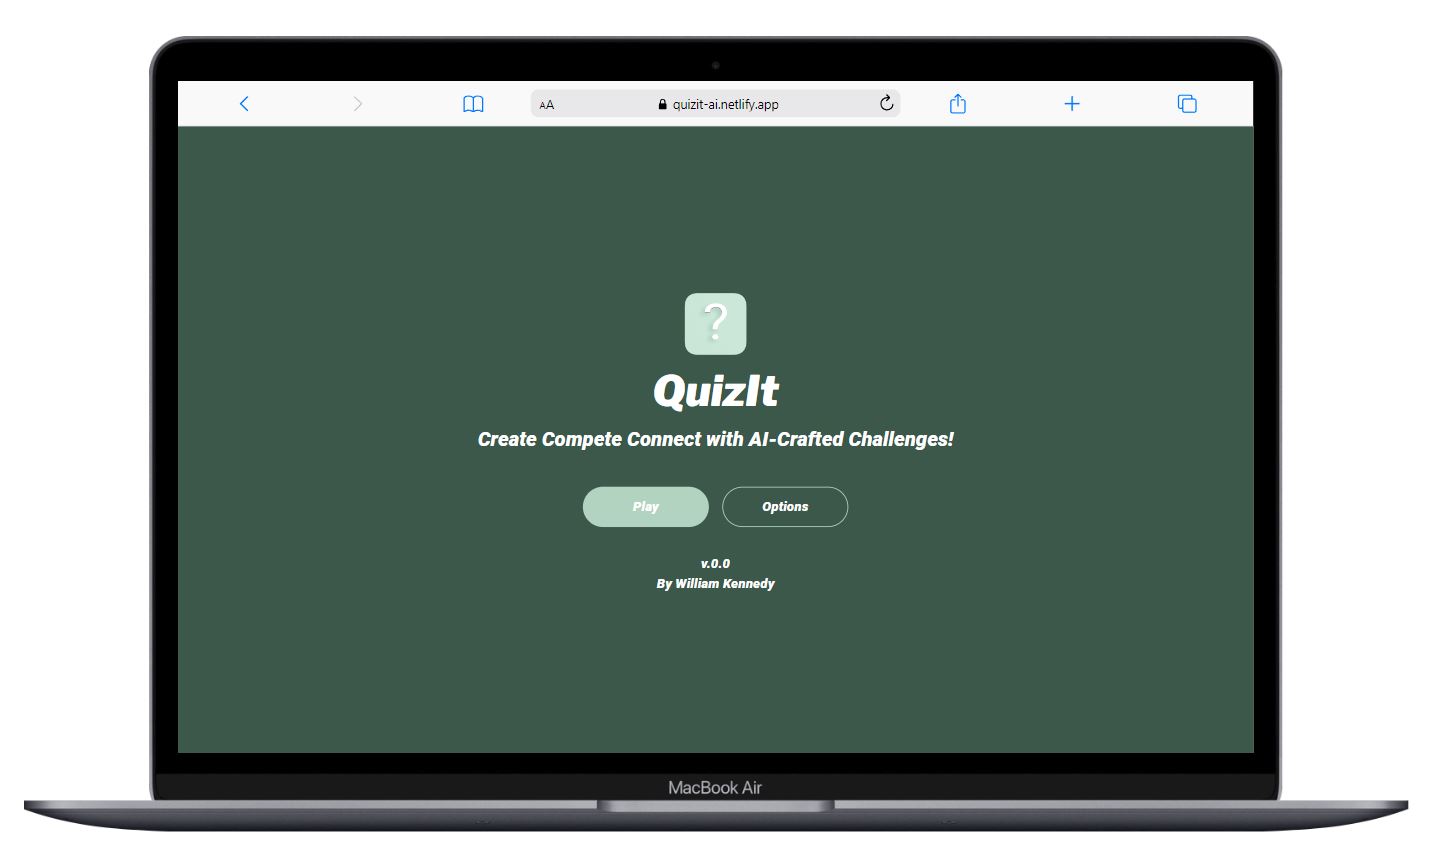 AA quizit-ai.netlify.app
?
QuizIt
Create Compete Connect with AI-Crafted Challenges!
Play Options
v.0.0
By William Kennedy
MacBook Air